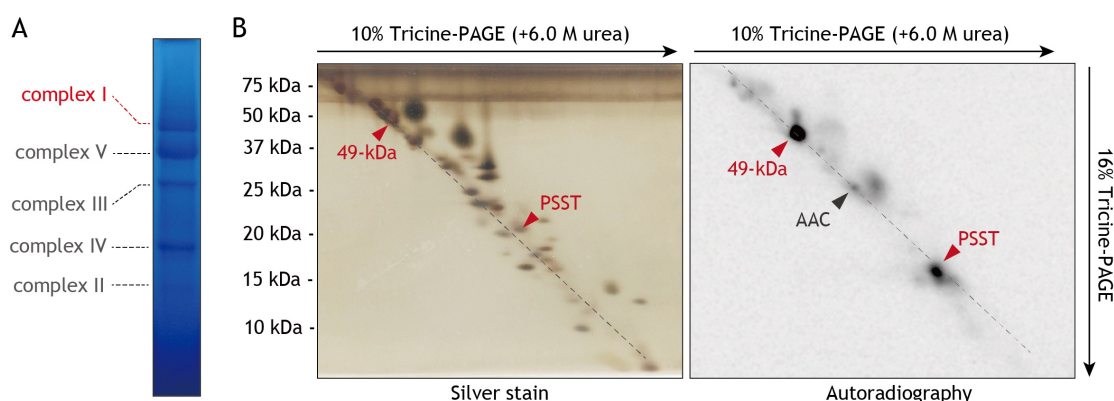 A
complex I
complex V
complex III
complex IV
complex II
B
10% Tricine-PAGE (+6.0 M urea)
75 kDa -
50 kDa -
37 kDa -
25 kDa -
20 kDa -
15 kDa -
10 kDa -
49-kDa
PSST
Silver stain
10% Tricine-PAGE (+6.0 M urea)
49-kDa
AAC
PSST
Autoradiography
16% Tricine-PAGE